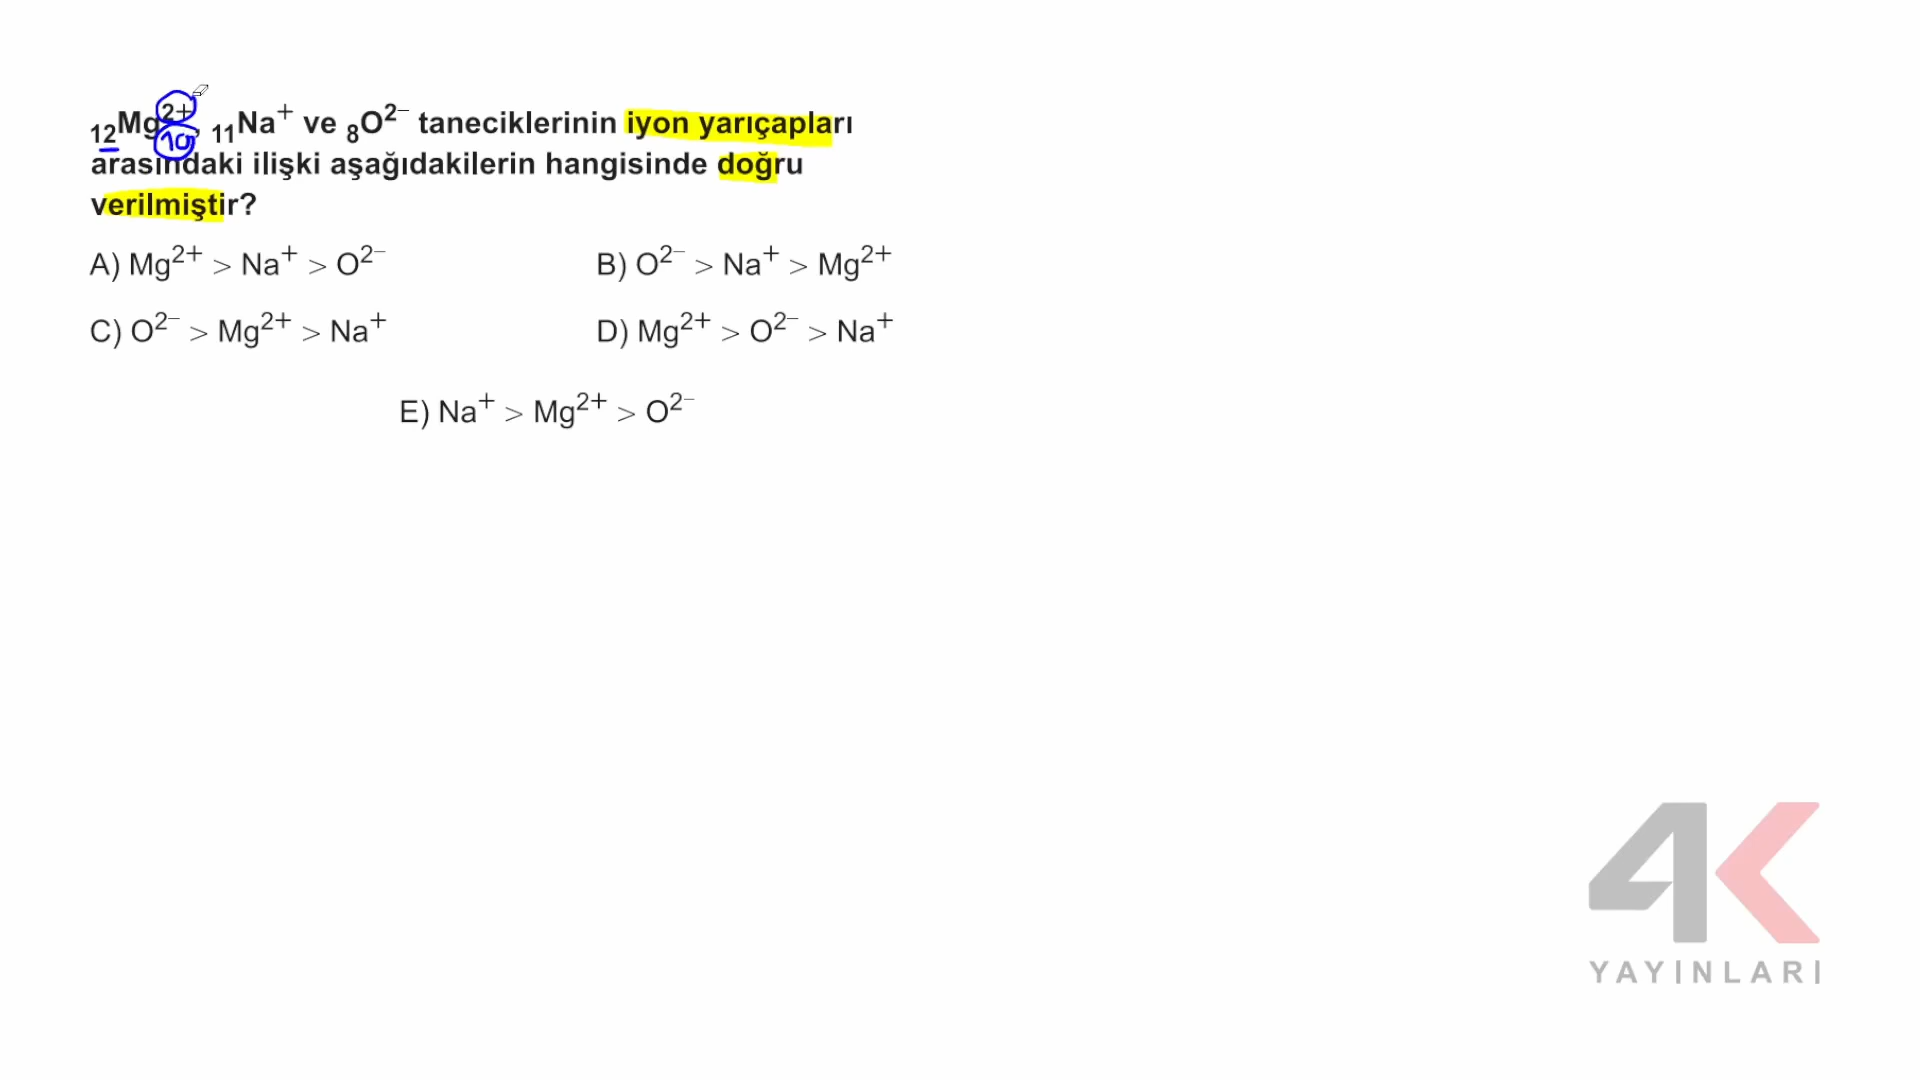 ₁₂Mg²⁺, ₁₁Na⁺ ve ₈O²⁻ taneciklerinin iyon yarıçapları
10
arasındaki ilişki aşağıdakilerin hangisinde doğru
verilmiştir?
A) Mg²⁺ > Na⁺ > O²⁻
B) O²⁻ > Na⁺ > Mg²⁺
C) O²⁻ > Mg²⁺ > Na⁺
D) Mg²⁺ > O²⁻ > Na⁺
E) Na⁺ > Mg²⁺ > O²⁻
4K
YAYINLARI